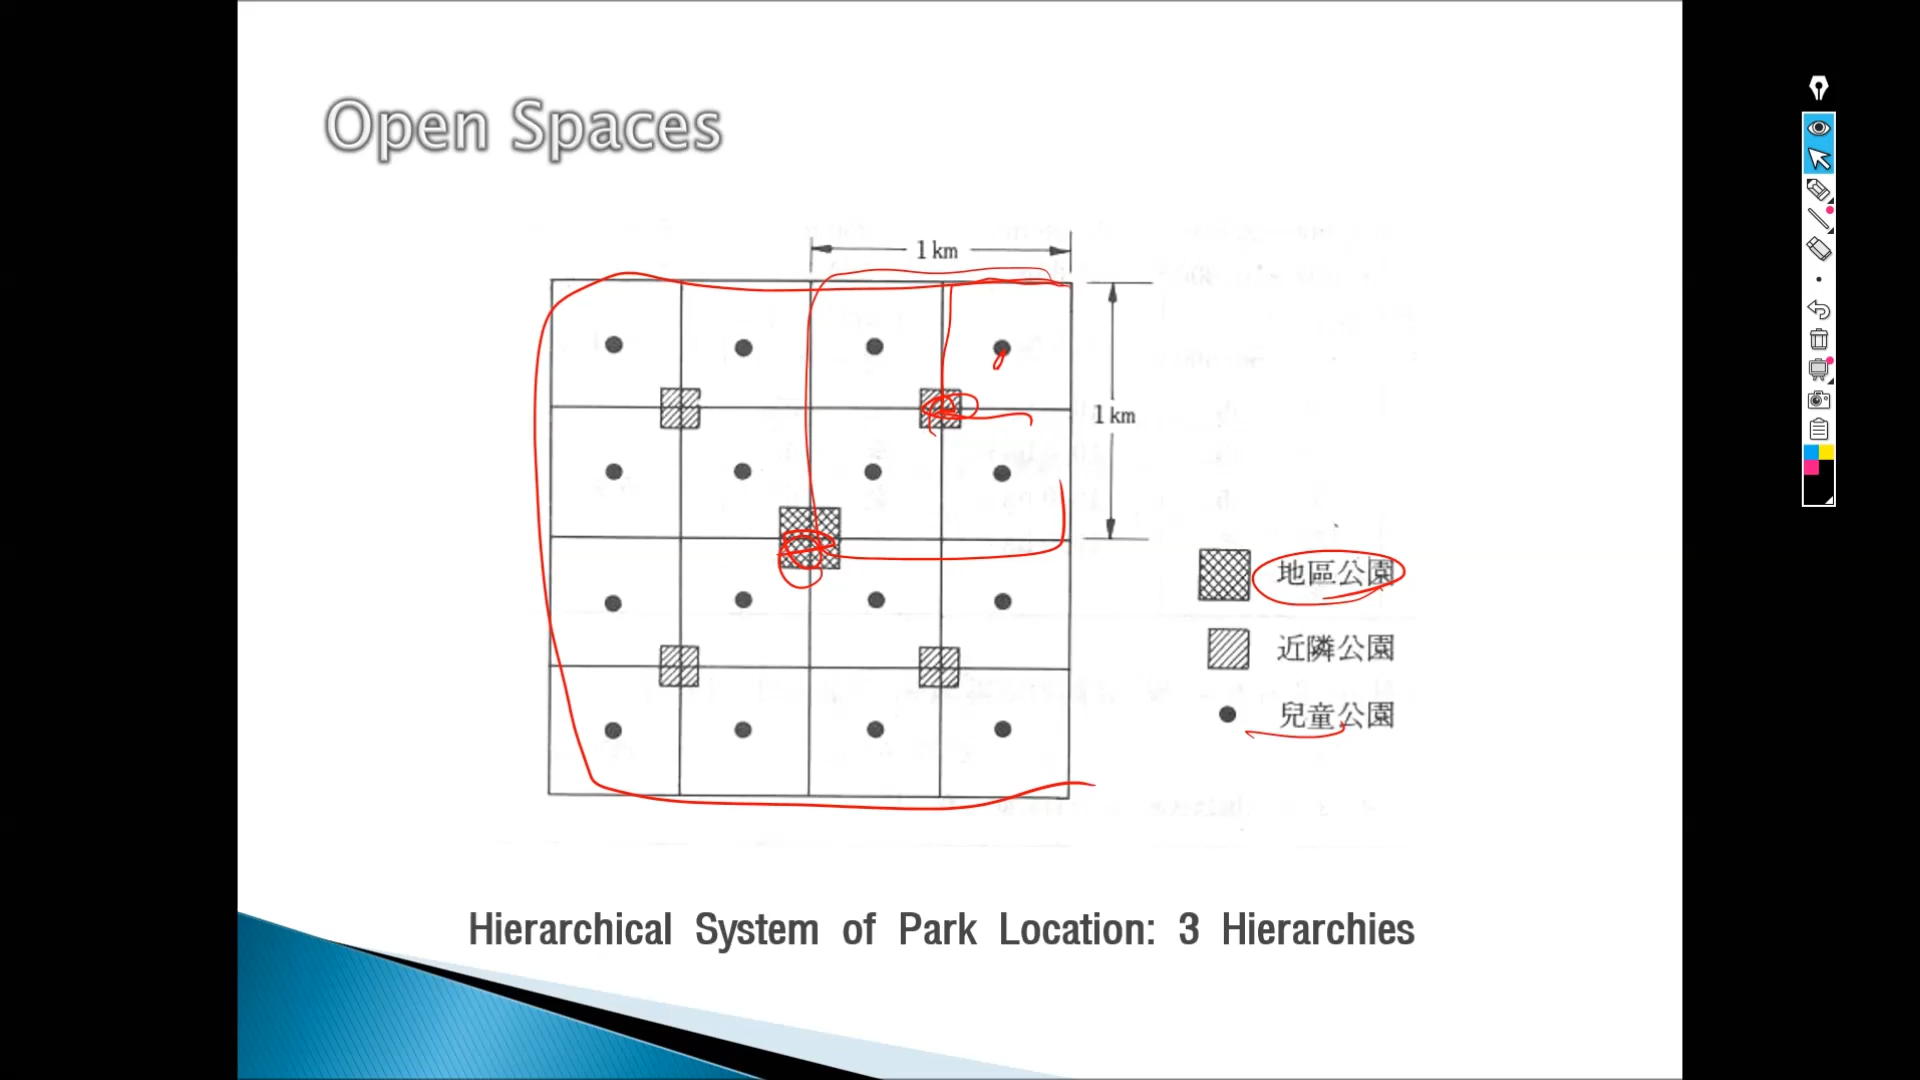 Open Spaces
1 km
1 km
地區公園
近隣公園
兒童公園
Hierarchical System of Park Location: 3 Hierarchies